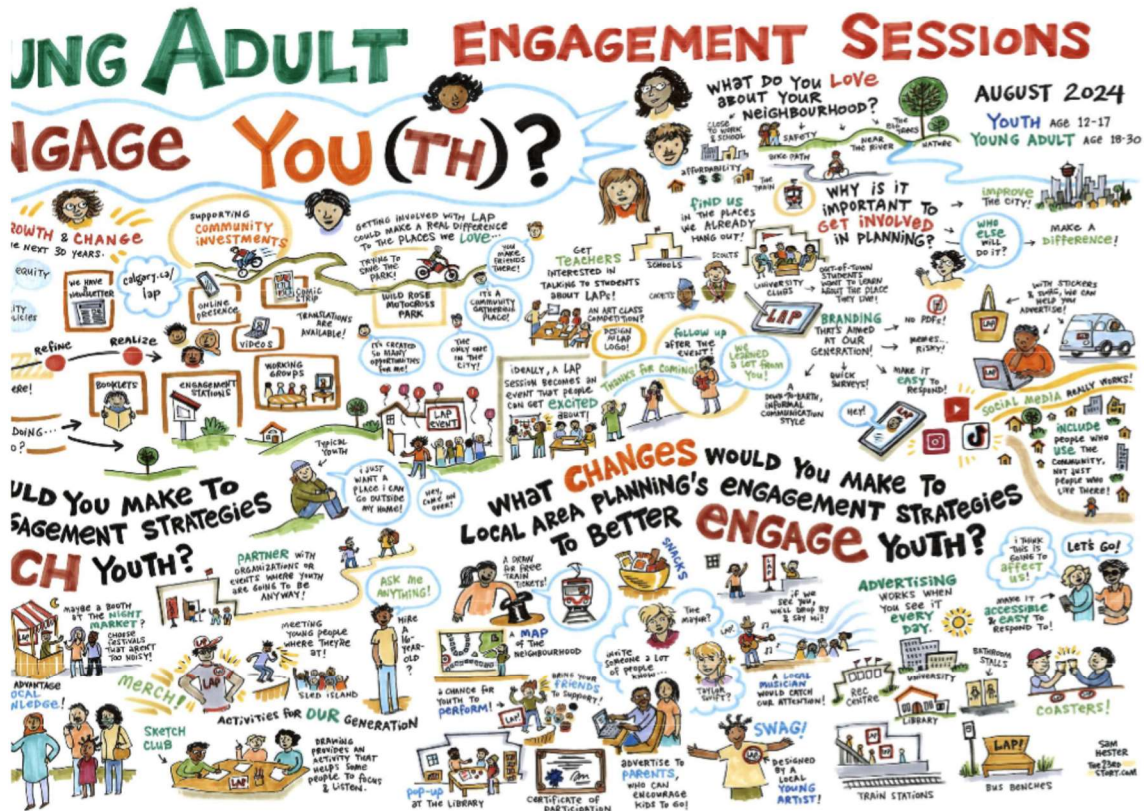 UNG ADULT ENGAGEMENT SESSIONS
NGAGE YOU(TH)?
AUGUST 2024
YOUTH AGE 12-17
YOUNG ADULT AGE 18-30
WHAT DO YOU LOVE
ABOUT YOUR
NEIGHBOURHOOD?
CLOSE
TO WORK
& SCHOOL
SAFETY
NEAR
THE RIVER
NATURE
BIKE PATH
AFFORDABILITY
$ $
THE
TRAIN
WHY IS IT
IMPORTANT TO
GET INVOLVED
IN PLANNING?
IMPROVE
THE CITY!
WHO
ELSE
WILL
DO IT?
MAKE A
DIFFERENCE!
ROWTH & CHANGE
NEXT 30 YEARS.
EQUITY
WE HAVE
A
NEWSLETTER
calgary.ca/
lap
SUPPORTING
COMMUNITY
INVESTMENTS
ONLINE
PRESENCE
COMIC
STRIP
TRANSLATIONS
ARE
AVAILABLE!
VIDEOS
REFINE
REALIZE
ERE!
BOOKLETS
ENGAGEMENT
STATIONS
WORKING
GROUPS
DOING...
O?
GETTING INVOLVED WITH LAP
COULD MAKE A REAL DIFFERENCE
TO THE PLACES WE LOVE...
TRYING TO
SAVE THE
PARK!
WILD ROSE
MOTOCROSS
PARK
YOU
MAKE
FRIENDS
THERE!
IT'S A
COMMUNITY
GATHERING
PLACE!
IT'S CREATED
SO MANY
OPPORTUNITIES
FOR ME!
THE
ONLY ONE
IN THE
CITY!
LAP
EVENT
IDEALLY, A LAP
SESSION BECOMES AN
EVENT THAT PEOPLE
CAN GET EXCITED
ABOUT!
FIND US
IN THE PLACES
WE ALREADY
HANG OUT!
SCHOOLS
SCOUTS
CADETS
UNIVERSITY
CLUBS
OUT-OF-TOWN
STUDENTS
WANT TO LEARN
ABOUT THE PLACE
THEY LIVE!
GET
TEACHERS
INTERESTED IN
TALKING TO STUDENTS
ABOUT LAPS!
AN ART CLASS
COMPETITION?
DESIGN
A LAP
LOGO!
FOLLOW UP
AFTER THE
EVENT!
THANKS FOR COMING!
WE
LEARNED
A LOT FROM
YOU!
LAP
BRANDING
THAT'S AIMED
AT OUR
GENERATION!
NO PDFs!
MEMES...
RISKY!
MAKE IT
EASY TO
RESPOND!
QUICK
SURVEYS!
A
DOWN-TO-EARTH,
INFORMAL
COMMUNICATION
STYLE
HEY!
LAP
WITH STICKERS
& SWAG, WE CAN
HELP YOU
ADVERTISE!
LAP
LAP
SOCIAL MEDIA REALLY WORKS!
INCLUDE
PEOPLE WHO
USE THE
COMMUNITY,
NOT JUST
PEOPLE WHO
LIVE THERE!
TYPICAL
YOUTH
I JUST
WANT A
PLACE I CAN
GO OUTSIDE
MY HOME!
HEY,
COME ON
OVER!
ULD YOU MAKE TO
GAGEMENT STRATEGIES
CH YOUTH?
PARTNER WITH
ORGANIZATIONS OR
EVENTS WHERE YOUTH
ARE GOING TO BE
ANYWAY!
MAYBE A BOOTH
AT THE NIGHT
MARKET?
CHOOSE
FESTIVALS
THAT AREN'T
TOO NOISY!
LAP
MEETING
YOUNG PEOPLE
WHERE THEY'RE
AT!
SLED ISLAND
ASK ME
ANYTHING!
HIRE
A
16-
YEAR-
OLD?
ADVANTAGE
OCAL
NLEDGE!
MERCH!
LAP
ACTIVITIES FOR OUR GENERATION
SKETCH
CLUB
LAP
DRAWING
PROVIDES AN
ACTIVITY THAT
HELPS SOME
PEOPLE TO FOCUS
& LISTEN.
WHAT CHANGES WOULD YOU MAKE TO
LOCAL AREA PLANNING'S ENGAGEMENT STRATEGIES
TO BETTER ENGAGE YOUTH?
A DRAW
FOR FREE
TRAIN
TICKETS!
SNACKS
A MAP
OF THE
NEIGHBOURHOOD
A CHANCE FOR
YOUTH TO
PERFORM!
LAP
BRING YOUR
FRIENDS
TO SUPPORT!
POP-UP
AT THE LIBRARY
CERTIFICATE OF
PARTICIPATION
THE
MAYOR?
INVITE
SOMEONE A LOT
OF PEOPLE
KNOW...
TAYLOR
SWIFT?
ADVERTISE TO
PARENTS,
WHO CAN
ENCOURAGE
KIDS TO GO!
LAP
IF WE
SEE YOU,
WE'LL DROP BY
& SAY HI!
LAP
A LOCAL
MUSICIAN
WOULD CATCH
OUR ATTENTION!
SWAG!
LAP
DESIGNED
BY A
LOCAL
YOUNG
ARTIST!
ADVERTISING
WORKS WHEN
YOU SEE IT
EVERY
DAY.
UNIVERSITY
REC
CENTRE
LIBRARY
BATHROOM
STALLS
TRAIN STATIONS
LAP!
BUS BENCHES
I THINK
THIS IS
GOING TO
AFFECT
US!
LET'S GO!
MAKE IT
ACCESSIBLE
& EASY TO
RESPOND TO!
COASTERS!
SAM
HESTER
THE23RD
STORY.COM